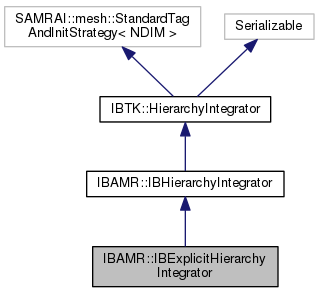 SAMRAI::mesh::StandardTag
AndInitStrategy< NDIM >
Serializable
IBTK::HierarchyIntegrator
IBAMR::IBHierarchyIntegrator
IBAMR::IBExplicitHierarchy
Integrator